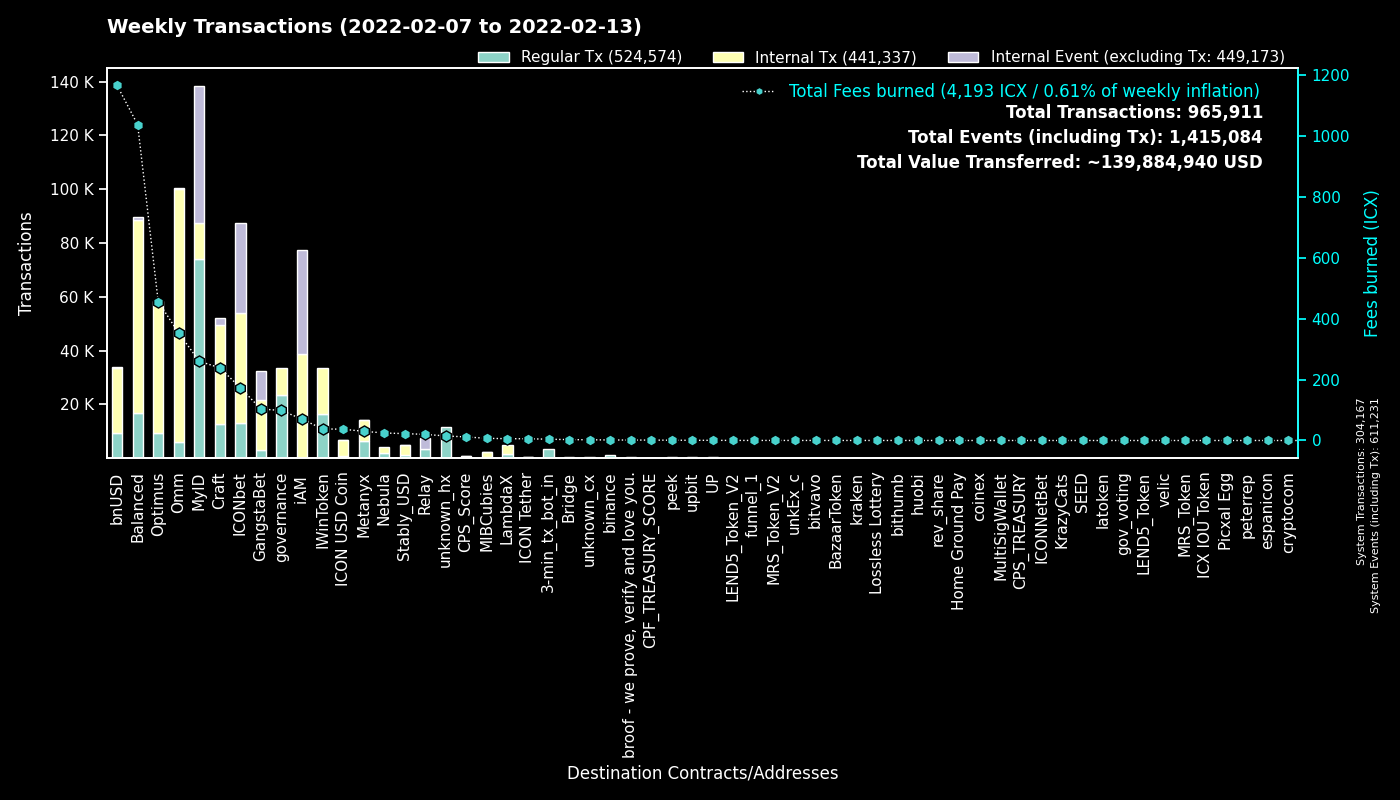 Weekly Transactions (2022-02-07 to 2022-02-13)
Regular Tx (524,574)
Internal Tx (441,337)
Internal Event (excluding Tx: 449,173)
Total Fees burned (4,193 ICX / 0.61% of weekly inflation)
Total Transactions: 965,911
Total Events (including Tx): 1,415,084
Total Value Transferred: ~139,884,940 USD
Transactions
140 K
120 K
100 K
80 K
60 K
40 K
20 K
1200
1000
800
600
400
200
0
Fees burned (ICX)
System Transactions: 304,167
System Events (including Tx): 611,231
bnUSD
Balanced
Optimus
Omm
MyID
Craft
ICONbet
GangstaBet
governance
iAM
IWinToken
ICON USD Coin
Metanyx
Nebula
Stably_USD
Relay
unknown_hx
CPS_Score
MIBCubies
LambdaX
ICON Tether
3-min_tx_bot_in
Bridge
unknown_cx
binance
broof - we prove, verify and love you.
CPF_TREASURY_SCORE
peek
upbit
UP
LEND5_Token_V2
funnel_1
MRS_Token_V2
unkEx_c
bitvavo
BazaarToken
kraken
Lossless Lottery
bithumb
huobi
rev_share
Home Ground Pay
coinex
MultiSigWallet
CPS_TREASURY
ICONNetBet
KrazyCats
SEED
latoken
gov_voting
LEND5_Token
velic
MRS_Token
ICX IOU Token
Picxal Egg
peterrep
espanicon
cryptocom
Destination Contracts/Addresses